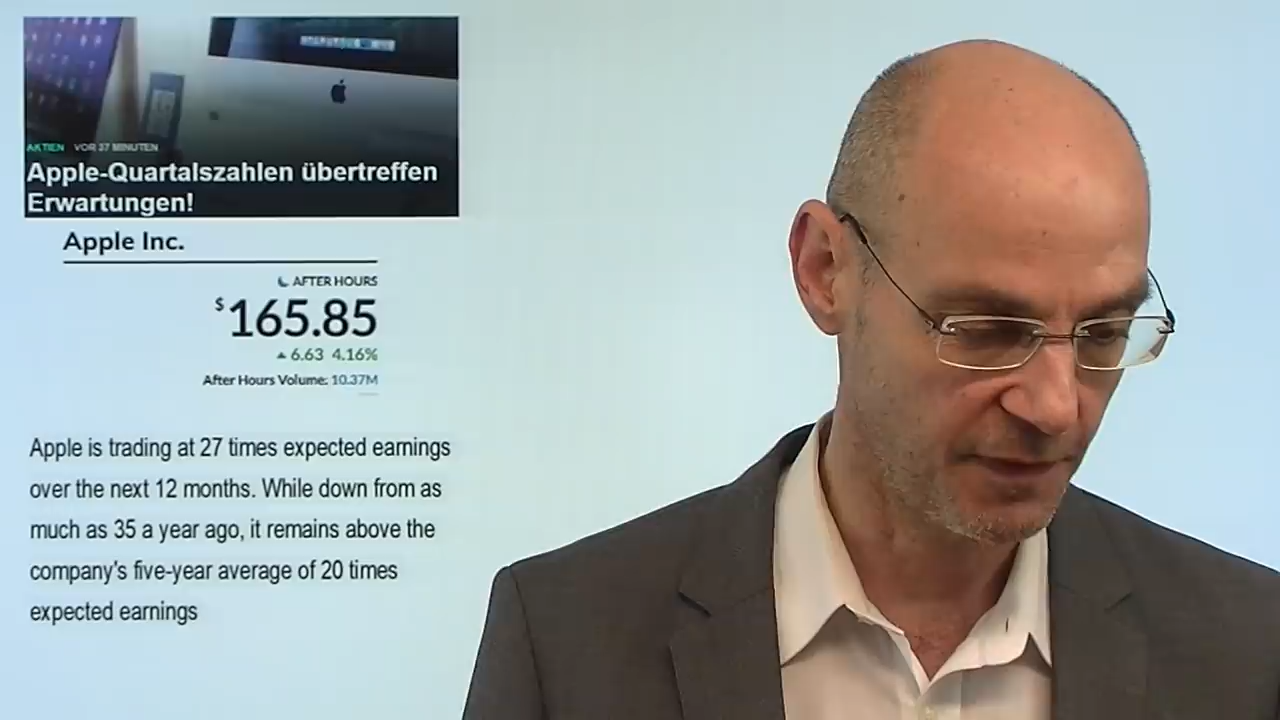 AKTIEN VOR 37 MINUTEN
Apple-Quartalszahlen übertreffen
Erwartungen!
Apple Inc.
AFTER HOURS
$165.85
▲ 6.63 4.16%
After Hours Volume: 10.37M
Apple is trading at 27 times expected earnings
over the next 12 months. While down from as
much as 35 a year ago, it remains above the
company's five-year average of 20 times
expected earnings